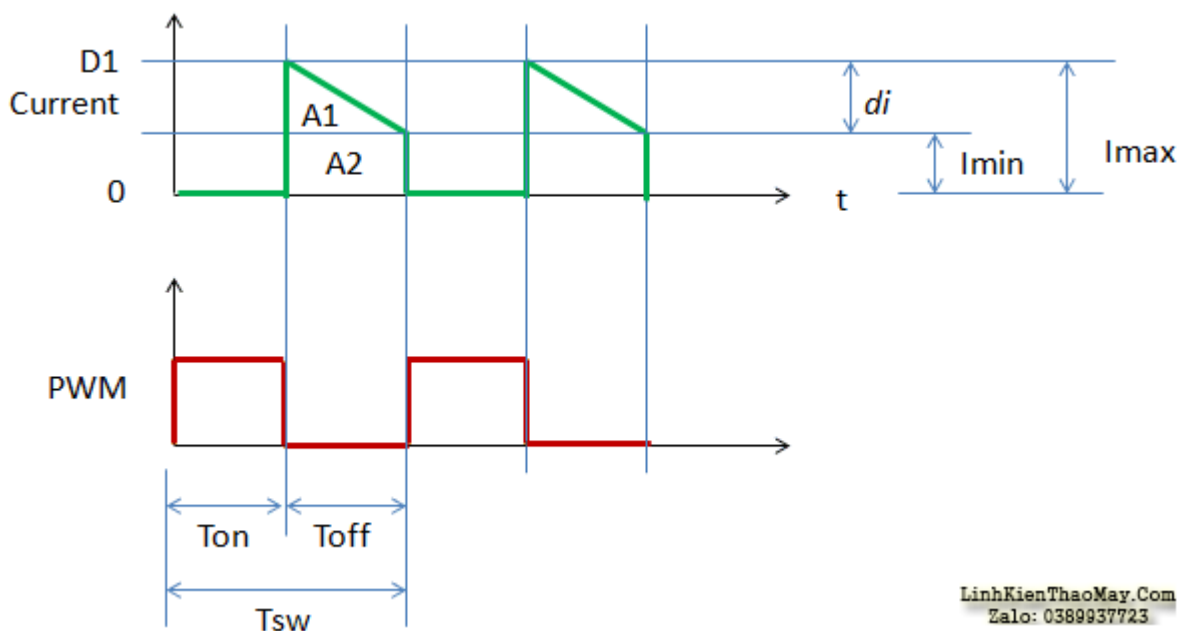 D1
Current
A1
A2
0
t
di
Imin
Imax
PWM
Ton
Toff
Tsw
LinhKienThaoMay.Com
Zalo: 0389937723